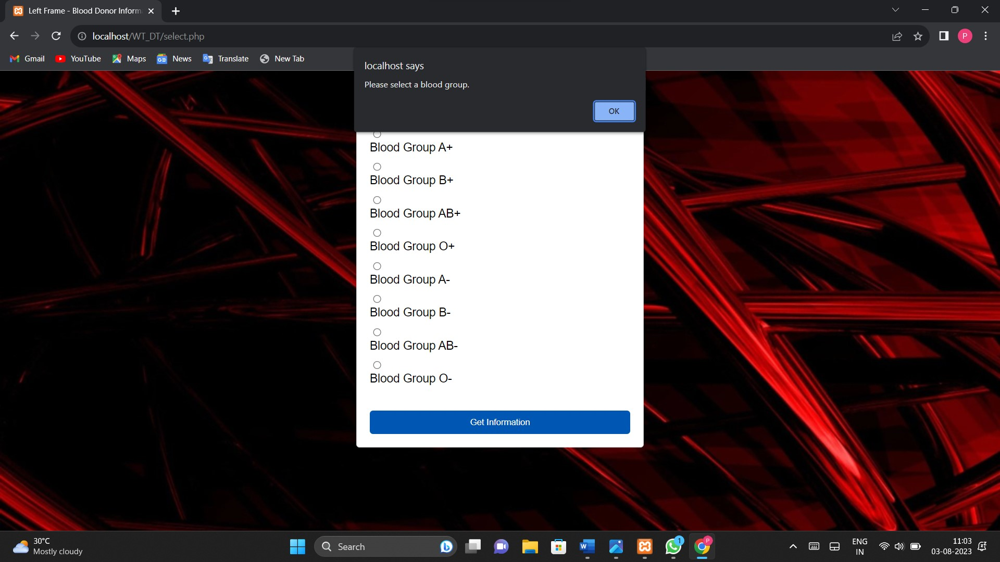 Left Frame - Blood Donor Inform
localhost/WT_DT/select.php
P
Gmail
YouTube
Maps
News
Translate
New Tab
localhost says
Please select a blood group.
OK
Blood Group A+
Blood Group B+
Blood Group AB+
Blood Group O+
Blood Group A-
Blood Group B-
Blood Group AB-
Blood Group O-
Get Information
30°C
Mostly cloudy
Search
W
1
P
ENG
IN
11:03
03-08-2023